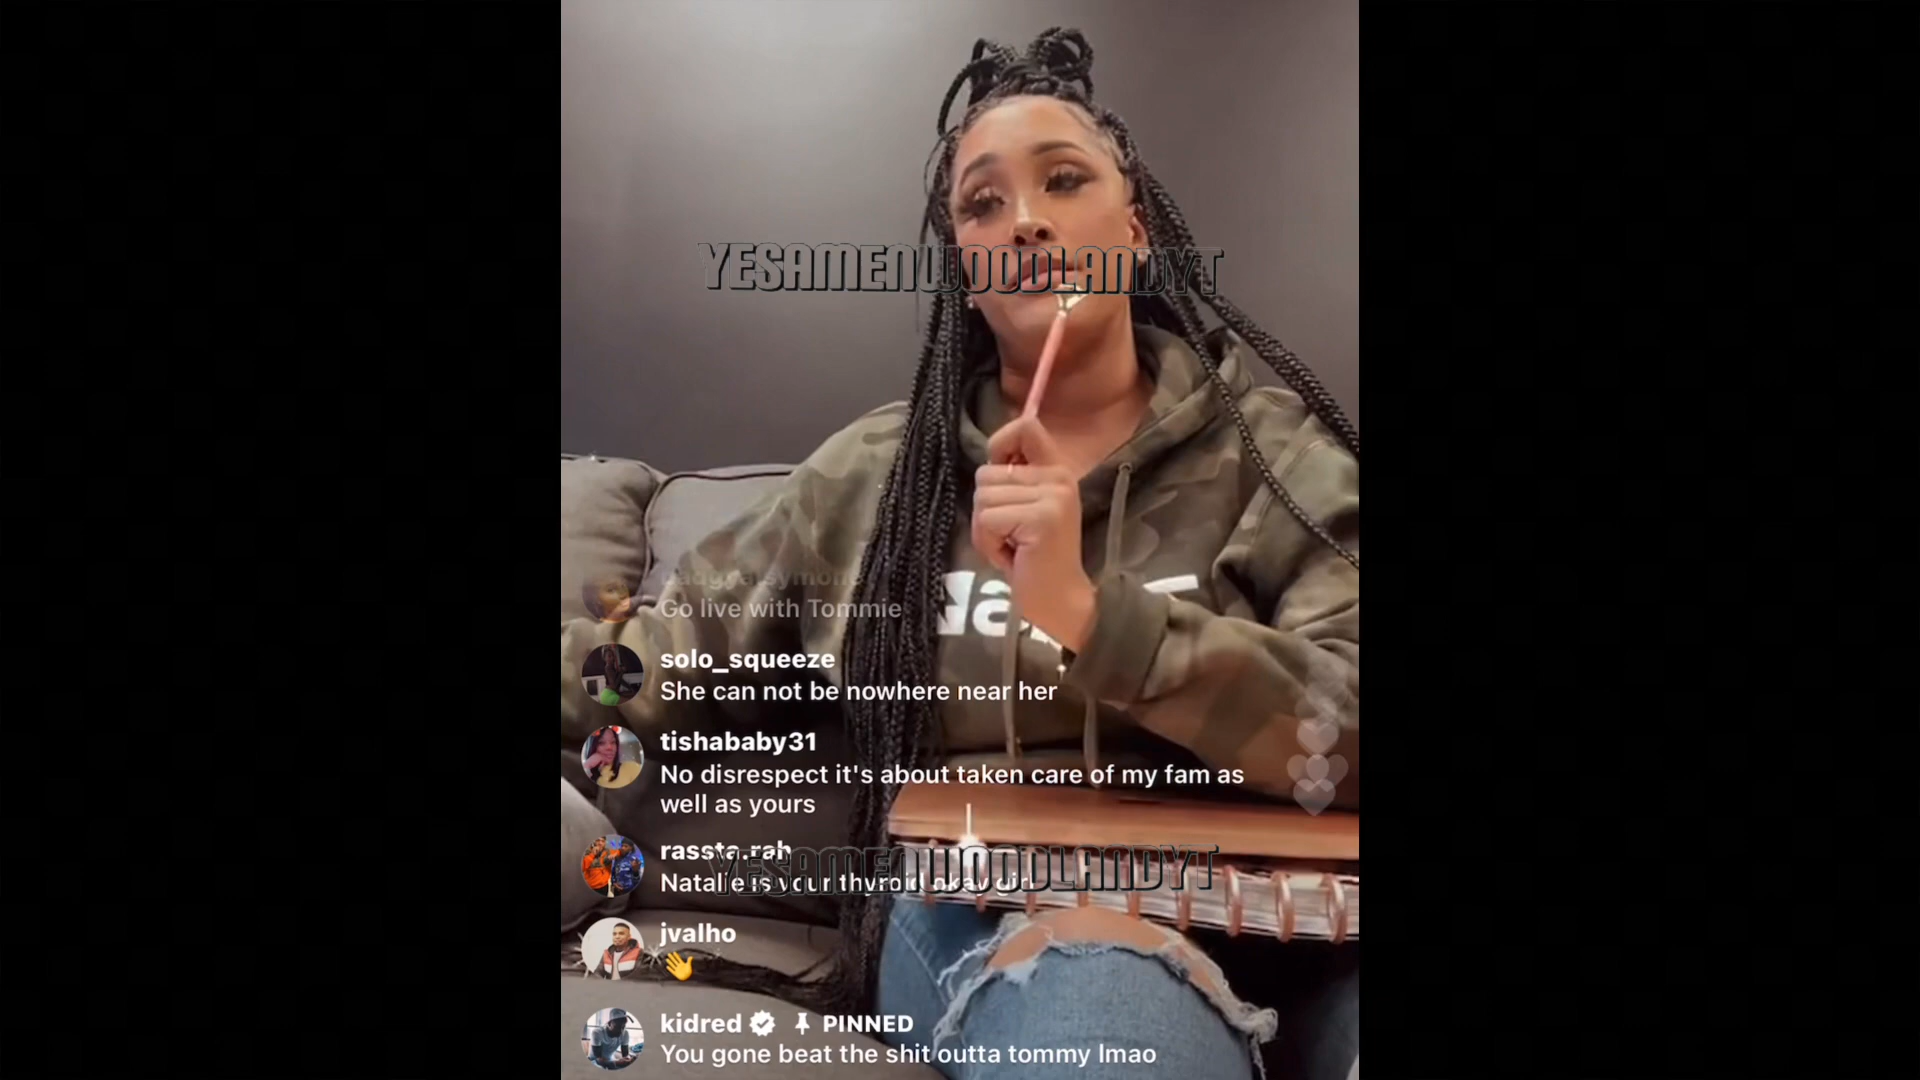 YESAMENWOODLANDYT
Go live with Tommie
solo_squeeze
She can not be nowhere near her
tishababy31
No disrespect it's about taken care of my fam as
well as yours
rassta.rah
YESAMENWOODLANDYT
Natalie is your thyroid okay girl
jvalho
👋
kidred PINNED
You gone beat the shit outta tommy lmao